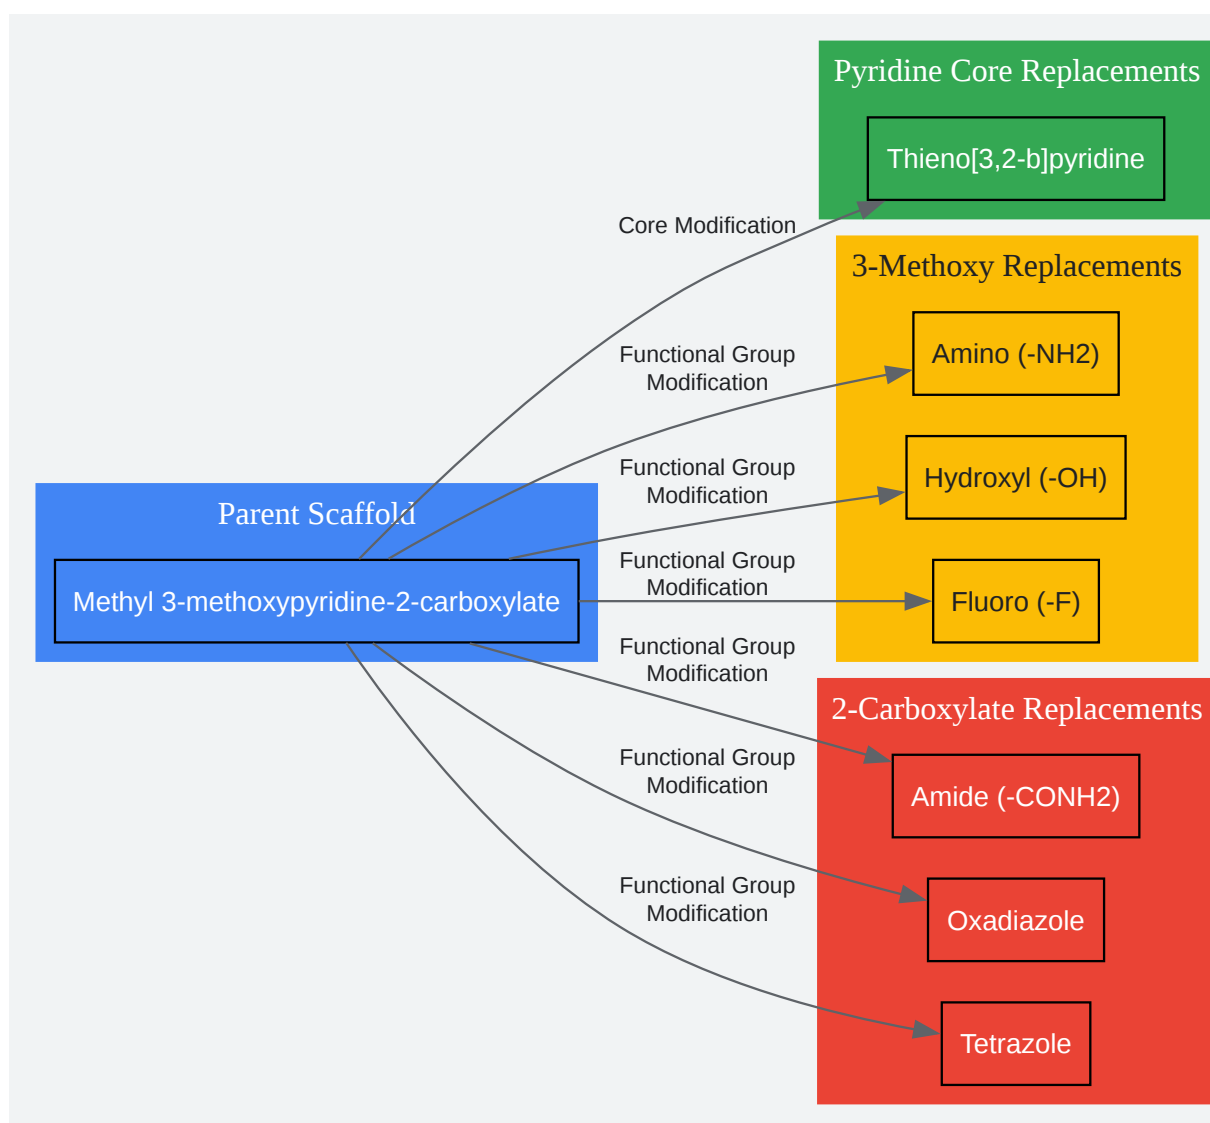 Pyridine Core Replacements
Thieno[3,2-b]pyridine
Core Modification
3-Methoxy Replacements
Functional Group
Modification
Amino (-NH2)
Functional Group
Modification
Hydroxyl (-OH)
Parent Scaffold
Methyl 3-methoxypyridine-2-carboxylate
Functional Group
Modification
Fluoro (-F)
Functional Group
Modification
2-Carboxylate Replacements
Functional Group
Modification
Amide (-CONH2)
Functional Group
Modification
Oxadiazole
Tetrazole